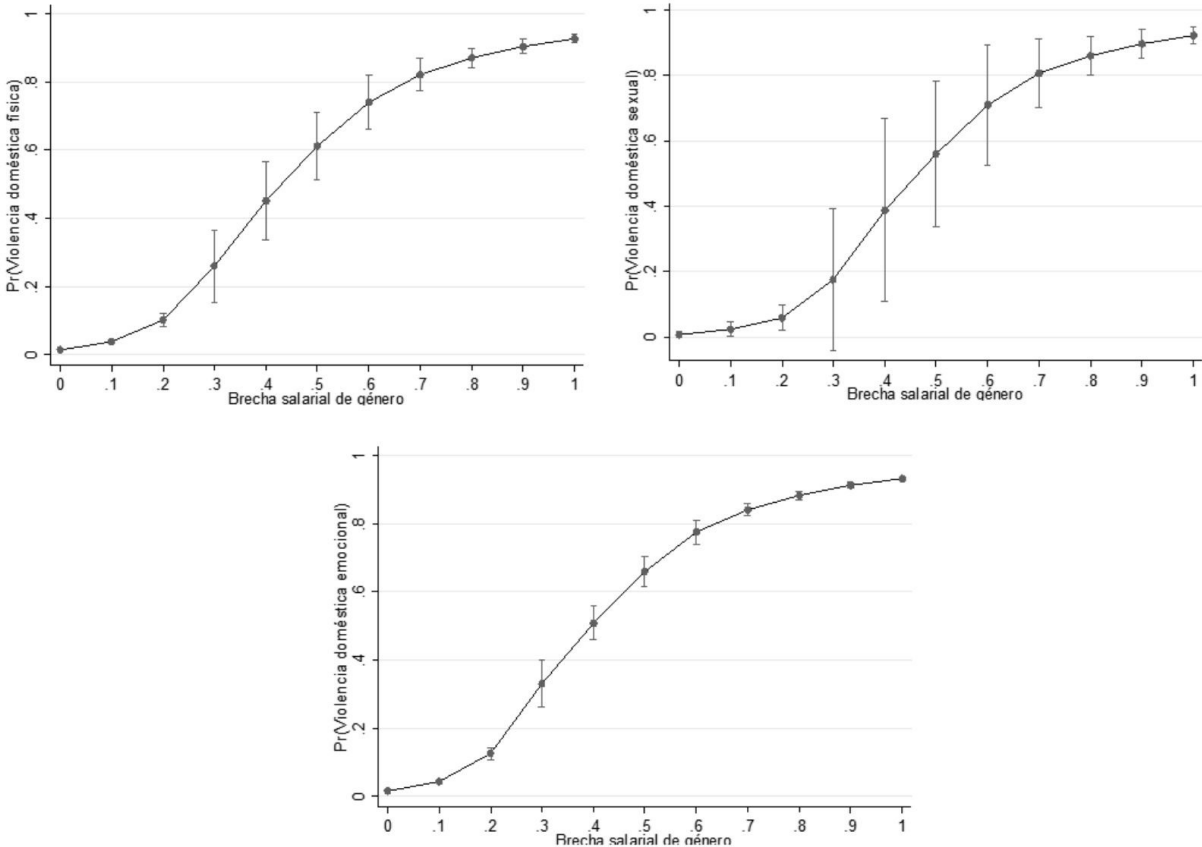 Pr(Violencia doméstica física)
1
.8
.6
.4
.2
0
0 .1 .2 .3 .4 .5 .6 .7 .8 .9 1
Brecha salarial de género
Pr(Violencia doméstica sexual)
1
.8
.6
.4
.2
0
0 .1 .2 .3 .4 .5 .6 .7 .8 .9 1
Brecha salarial de género
Pr(Violencia doméstica emocional)
1
.8
.6
.4
.2
0
0 .1 .2 .3 .4 .5 .6 .7 .8 .9 1
Brecha salarial de género